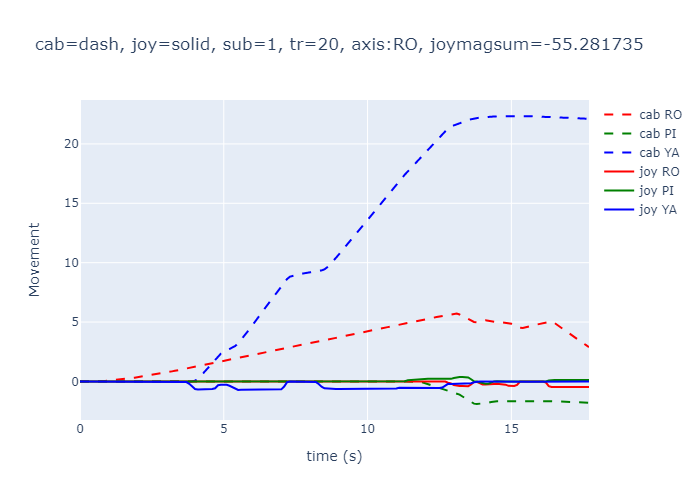 cab=dash, joy=solid, sub=1, tr=20, axis:RO, joymagsum=-55.281735
cab RO
cab PI
cab YA
joy RO
joy PI
joy YA
Movement
20
15
10
5
0
0
5
10
15
time (s)